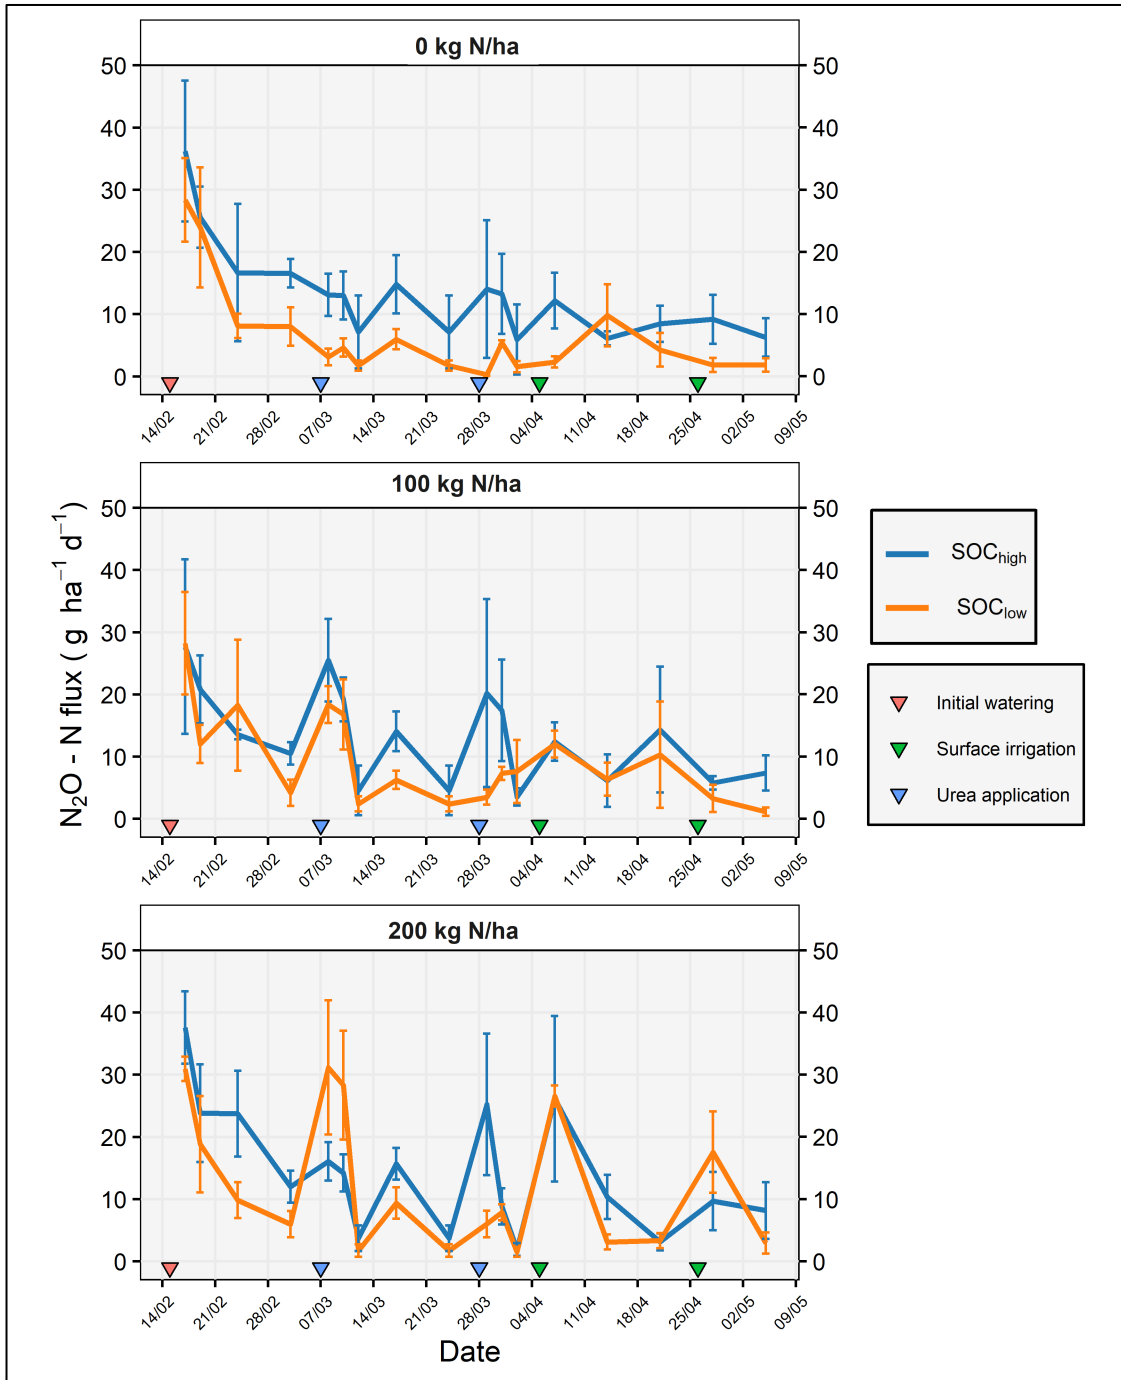 0 kg N/ha
50 50
40 40
30 30
20 20
10 10
0 0
14/02 21/02 28/02 07/03 14/03 21/03 28/03 04/04 11/04 18/04 25/04 02/05 09/05
100 kg N/ha
50 50
40 40
30 30
20 20
10 10
0 0
14/02 21/02 28/02 07/03 14/03 21/03 28/03 04/04 11/04 18/04 25/04 02/05 09/05
N₂O - N flux ( g ha⁻¹ d⁻¹)
200 kg N/ha
50 50
40 40
30 30
20 20
10 10
0 0
14/02 21/02 28/02 07/03 14/03 21/03 28/03 04/04 11/04 18/04 25/04 02/05 09/05
Date
SOC_high
SOC_low
Initial watering
Surface irrigation
Urea application